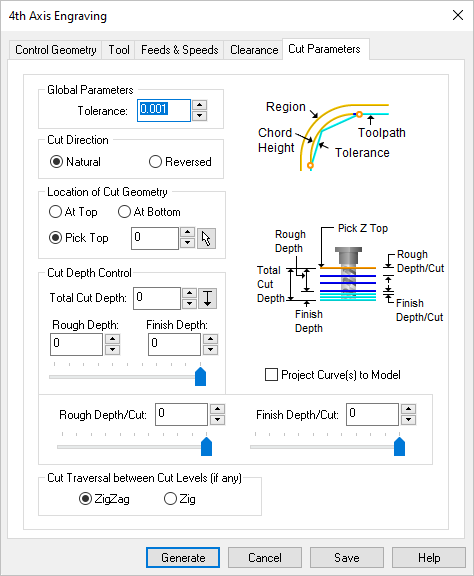 4th Axis Engraving
Control Geometry Tool Feeds & Speeds Clearance Cut Parameters
Global Parameters
Tolerance: 0.001
Cut Direction
Natural Reversed
Location of Cut Geometry
At Top At Bottom
Pick Top 0
Cut Depth Control
Total Cut Depth: 0
Rough Depth: Finish Depth:
0 0
Region
Chord
Height
Toolpath
Tolerance
Pick Z Top
Rough
Depth
Total
Cut
Depth
Finish
Depth
Rough
Depth/Cut
Finish
Depth/Cut
Project Curve(s) to Model
Rough Depth/Cut: 0 Finish Depth/Cut: 0
Cut Traversal between Cut Levels (if any)
ZigZag Zig
Generate Cancel Save Help